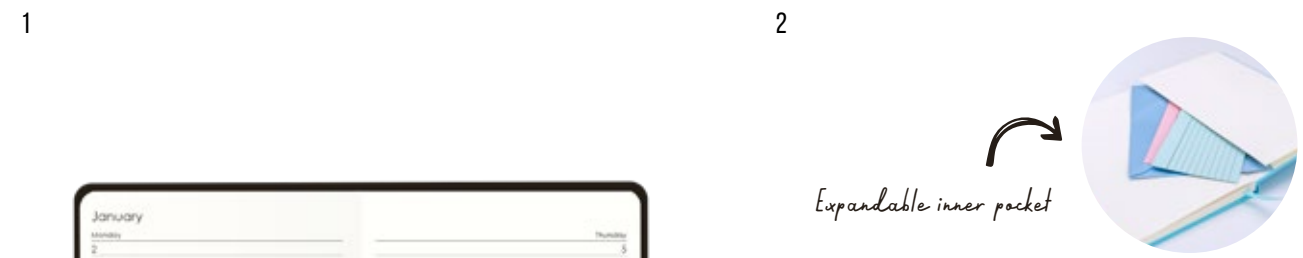 1
2
Expandable inner pocket
January
Monday
Thursday
2
5